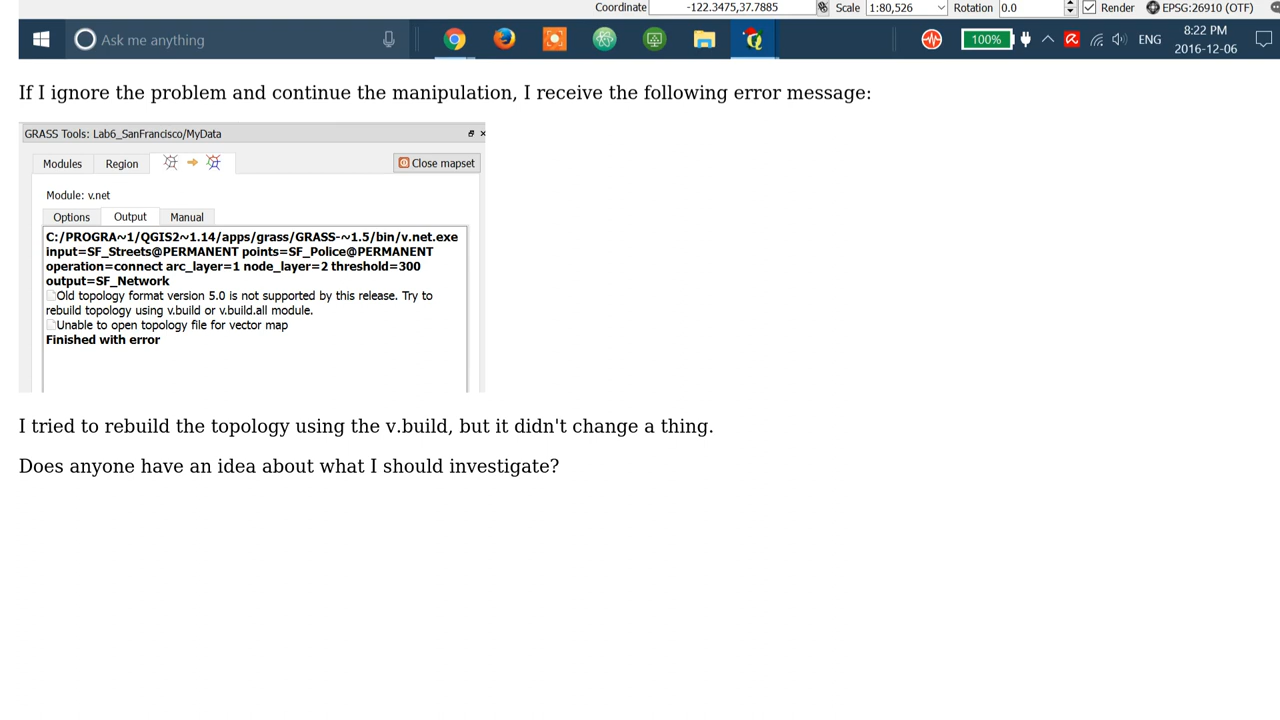 Coordinate -122.3475,37.7885 Scale 1:80,526 Rotation 0.0 Render EPSG:26910 (OTF)
Ask me anything 100% ENG 8:22 PM
2016-12-06
If I ignore the problem and continue the manipulation, I receive the following error message:
GRASS Tools: Lab6_SanFrancisco/MyData
Modules Region Close mapset
Module: v.net
Options Output Manual
C:/PROGRA~1/QGIS2~1.14/apps/grass/GRASS-~1.5/bin/v.net.exe
input=SF_Streets@PERMANENT points=SF_Police@PERMANENT
operation=connect arc_layer=1 node_layer=2 threshold=300
output=SF_Network
Old topology format version 5.0 is not supported by this release. Try to
rebuild topology using v.build or v.build.all module.
Unable to open topology file for vector map
Finished with error
I tried to rebuild the topology using the v.build, but it didn't change a thing.
Does anyone have an idea about what I should investigate?